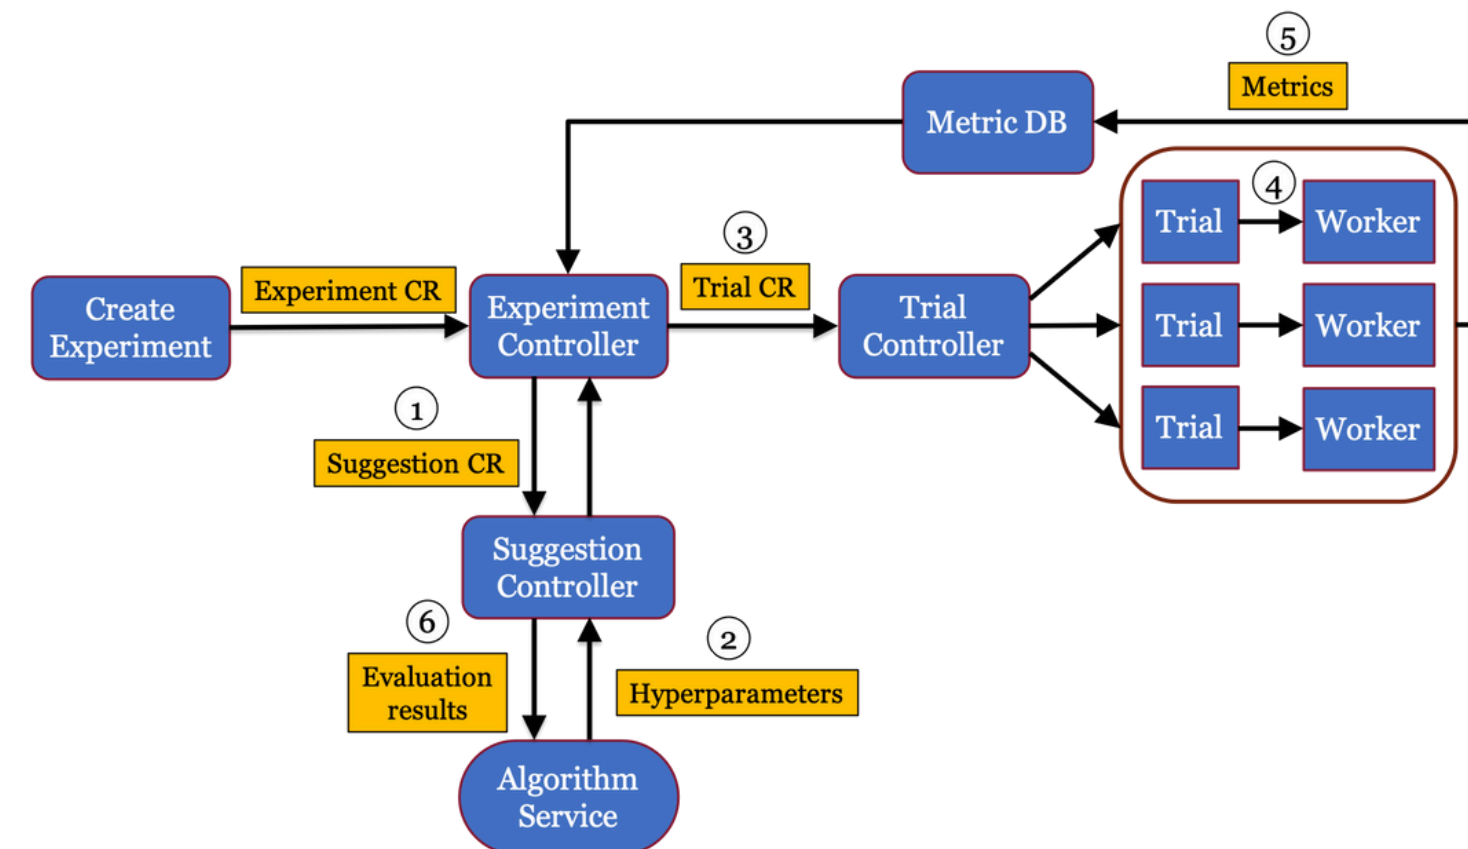 5
Metrics
Metric DB
4
Trial
Worker
3
Trial CR
Experiment CR
Create
Experiment
Experiment
Controller
Trial
Controller
Trial
Worker
Trial
Worker
1
Suggestion CR
Suggestion
Controller
6
Evaluation
results
2
Hyperparameters
Algorithm
Service